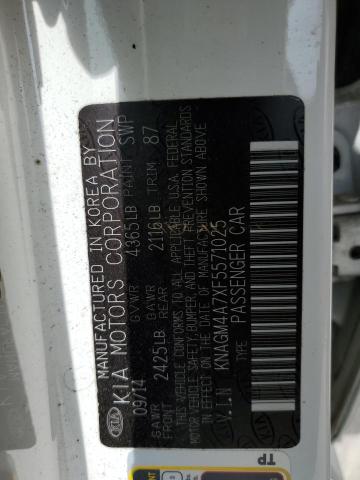 MANUFACTURED IN KOREA BY
KIA KIA MOTORS CORPORATION
09/14 GVWR 4365LB PAINT SWP
GAWR FRONT 2425LB GAWR REAR 2116LB TRIM 87
THIS VEHICLE CONFORMS TO ALL APPLICABLE U.S.A. FEDERAL
MOTOR VEHICLE SAFETY, BUMPER, AND THEFT PREVENTION STANDARDS
IN EFFECT ON THE DATE OF MANUFACTURE SHOWN ABOVE
V.I.N KNAGM4A7XF5571025
TYPE: PASSENGER CAR
TP